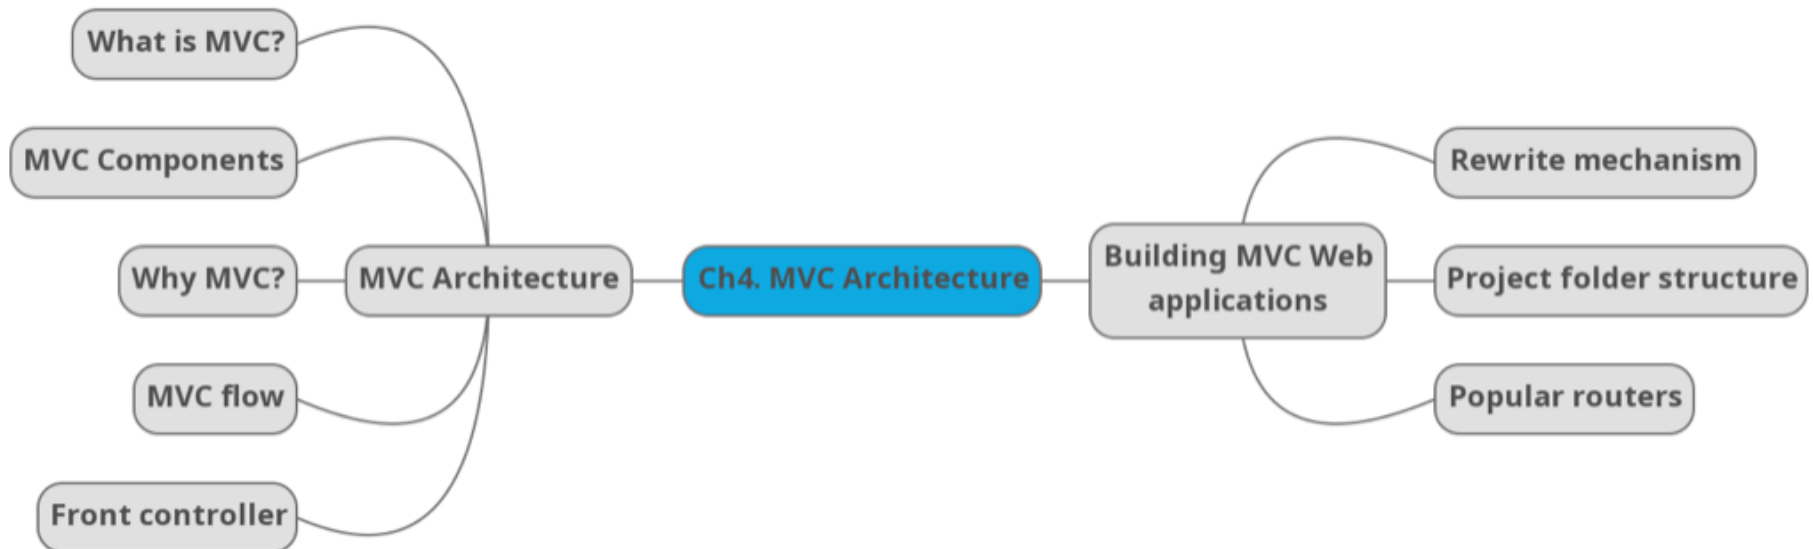 What is MVC?
MVC Components
Why MVC?
MVC flow
Front controller
MVC Architecture
Ch4. MVC Architecture
Building MVC Web
applications
Rewrite mechanism
Project folder structure
Popular routers